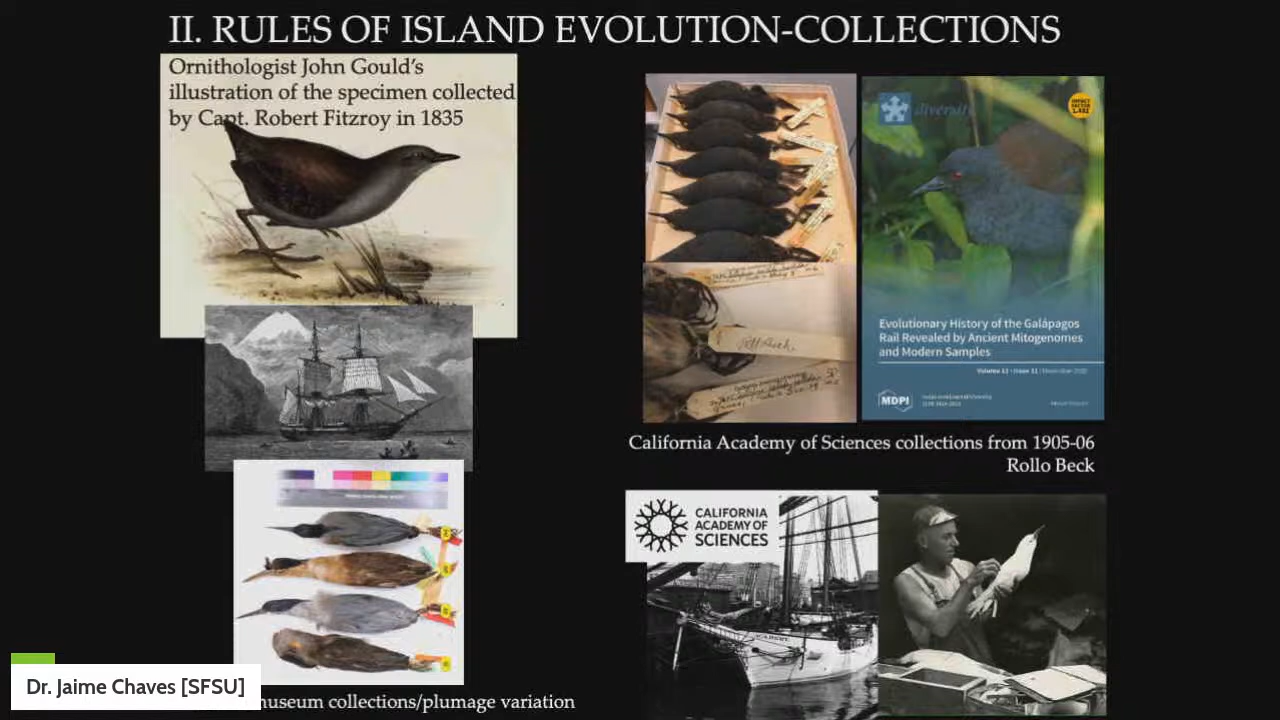 II. RULES OF ISLAND EVOLUTION-COLLECTIONS
Ornithologist John Gould's
illustration of the specimen collected
by Capt. Robert Fitzroy in 1835
diversity
IMPACT
FACTOR
Evolutionary History of the Galápagos
Rail Revealed by Ancient Mitogenomes
and Modern Samples
MDPI
California Academy of Sciences collections from 1905-06
Rollo Beck
CALIFORNIA
ACADEMY OF
SCIENCES
Dr. Jaime Chaves [SFSU]
museum collections/plumage variation